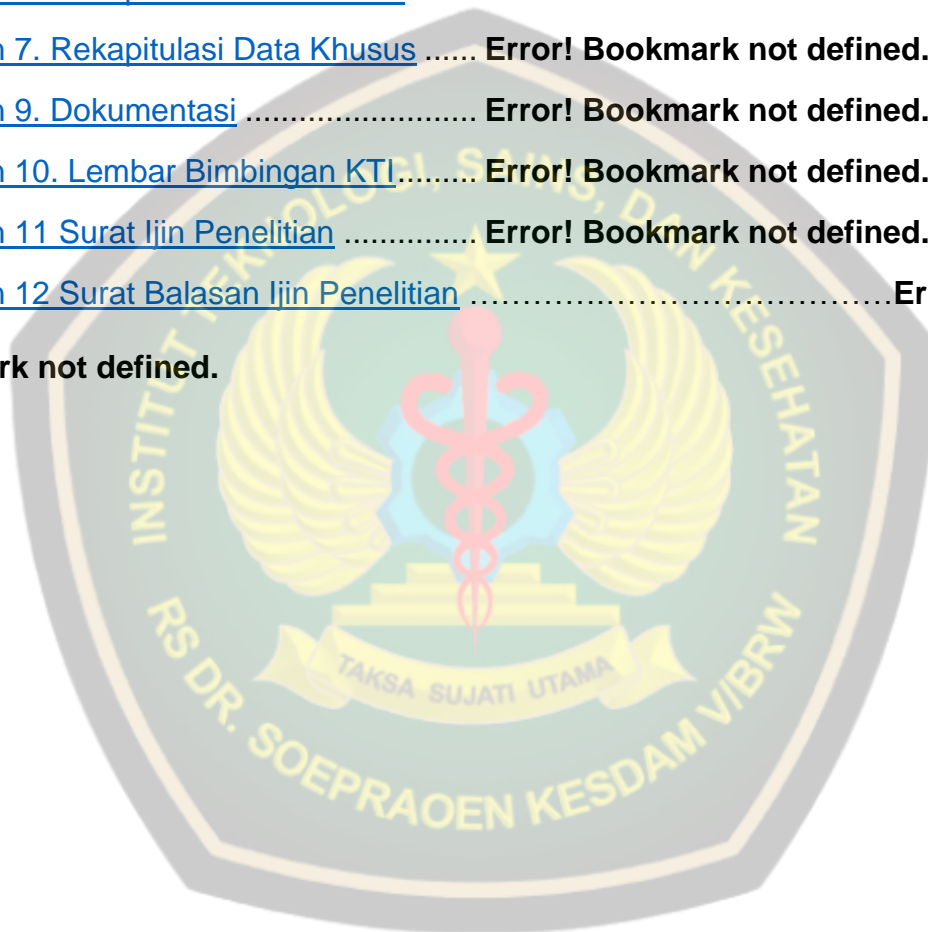 n 7. Rekapitulasi Data Khusus ...... Error! Bookmark not defined.
n 9. Dokumentasi ........................ Error! Bookmark not defined.
n 10. Lembar Bimbingan KTI......... Error! Bookmark not defined.
n 11 Surat Ijin Penelitian .............. Error! Bookmark not defined.
n 12 Surat Balasan Ijin Penelitian ……………………………………Er
rk not defined.
INSTITUT TEKNOLOGI, SAINS, DAN KESEHATAN
TAKSA SUJATI UTAMA
RS DR. SOEPRAOEN KESDAM V/BRW